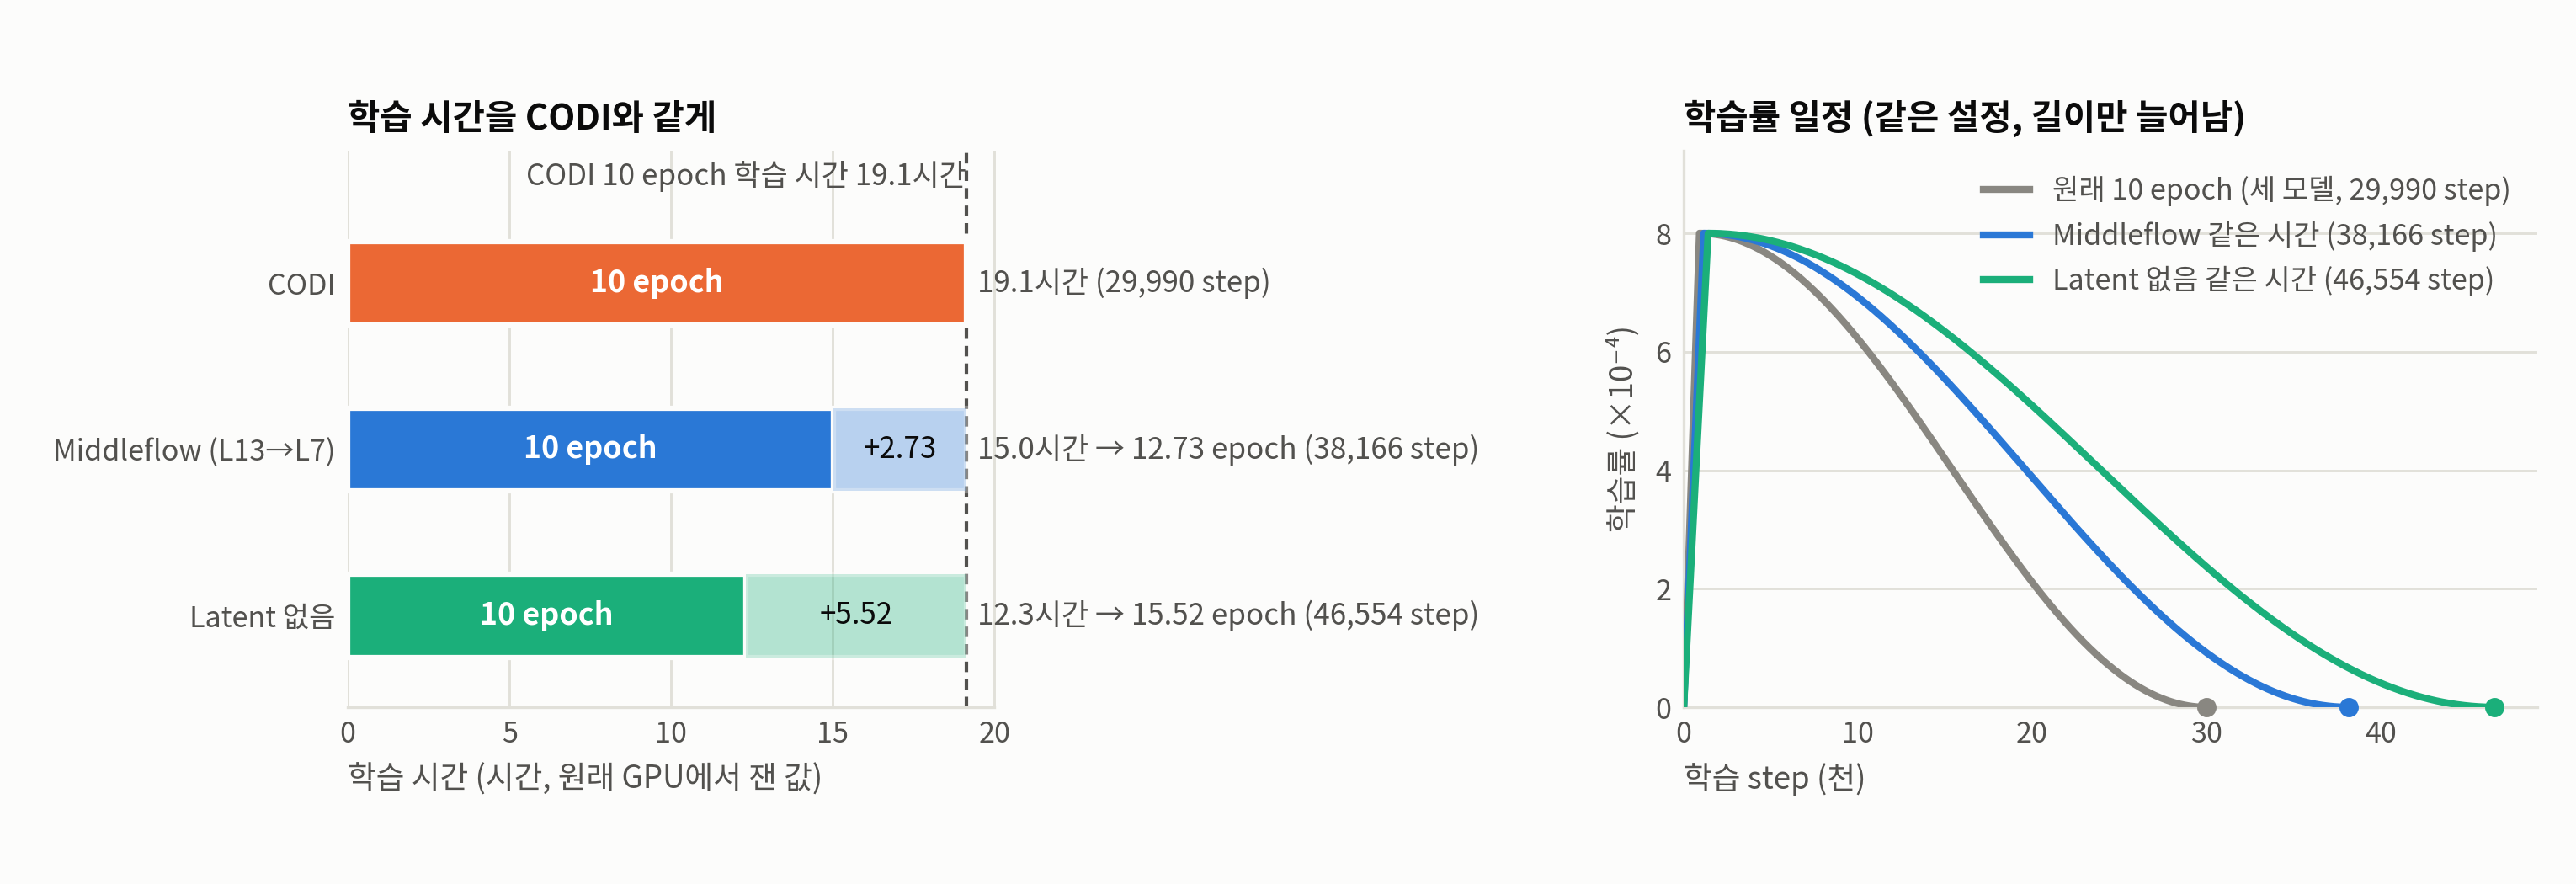 학습 시간을 CODI와 같게
CODI 10 epoch 학습 시간 19.1시간
CODI
10 epoch
19.1시간 (29,990 step)
Middleflow (L13→L7)
10 epoch
+2.73
15.0시간 → 12.73 epoch (38,166 step)
Latent 없음
10 epoch
+5.52
12.3시간 → 15.52 epoch (46,554 step)
0 5 10 15 20
학습 시간 (시간, 원래 GPU에서 잰 값)
학습률 일정 (같은 설정, 길이만 늘어남)
원래 10 epoch (세 모델, 29,990 step)
Middleflow 같은 시간 (38,166 step)
Latent 없음 같은 시간 (46,554 step)
학습률 (×10⁻⁴)
8
6
4
2
0
0 10 20 30 40
학습 step (천)